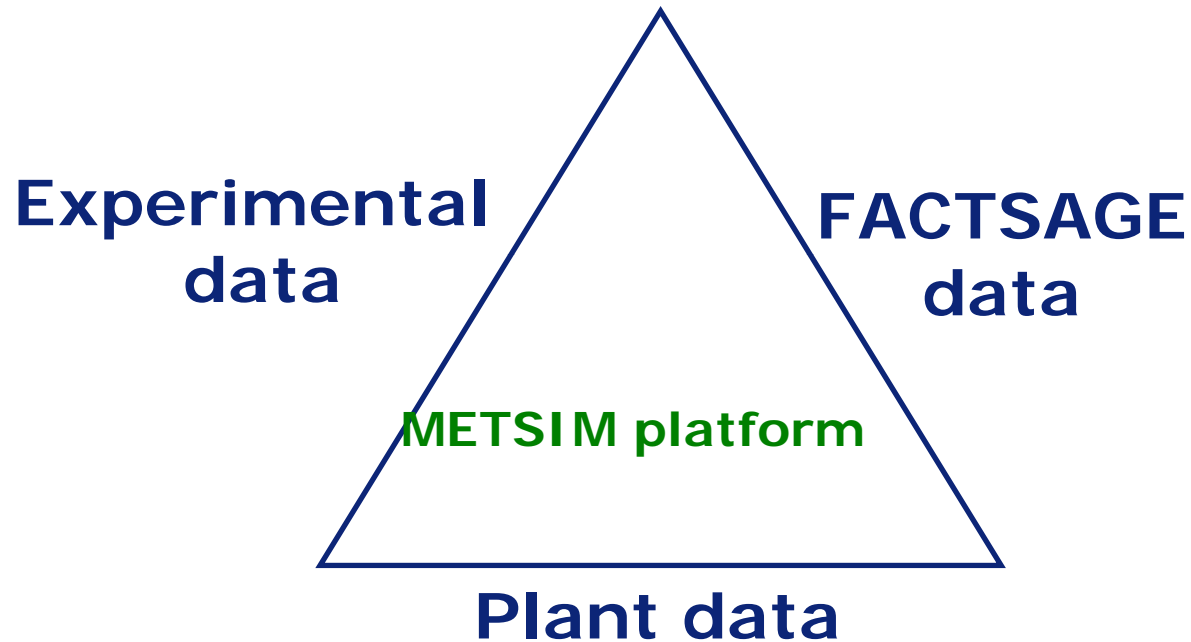 Experimental
data
FACTSAGE
data
METSIM platform
Plant data